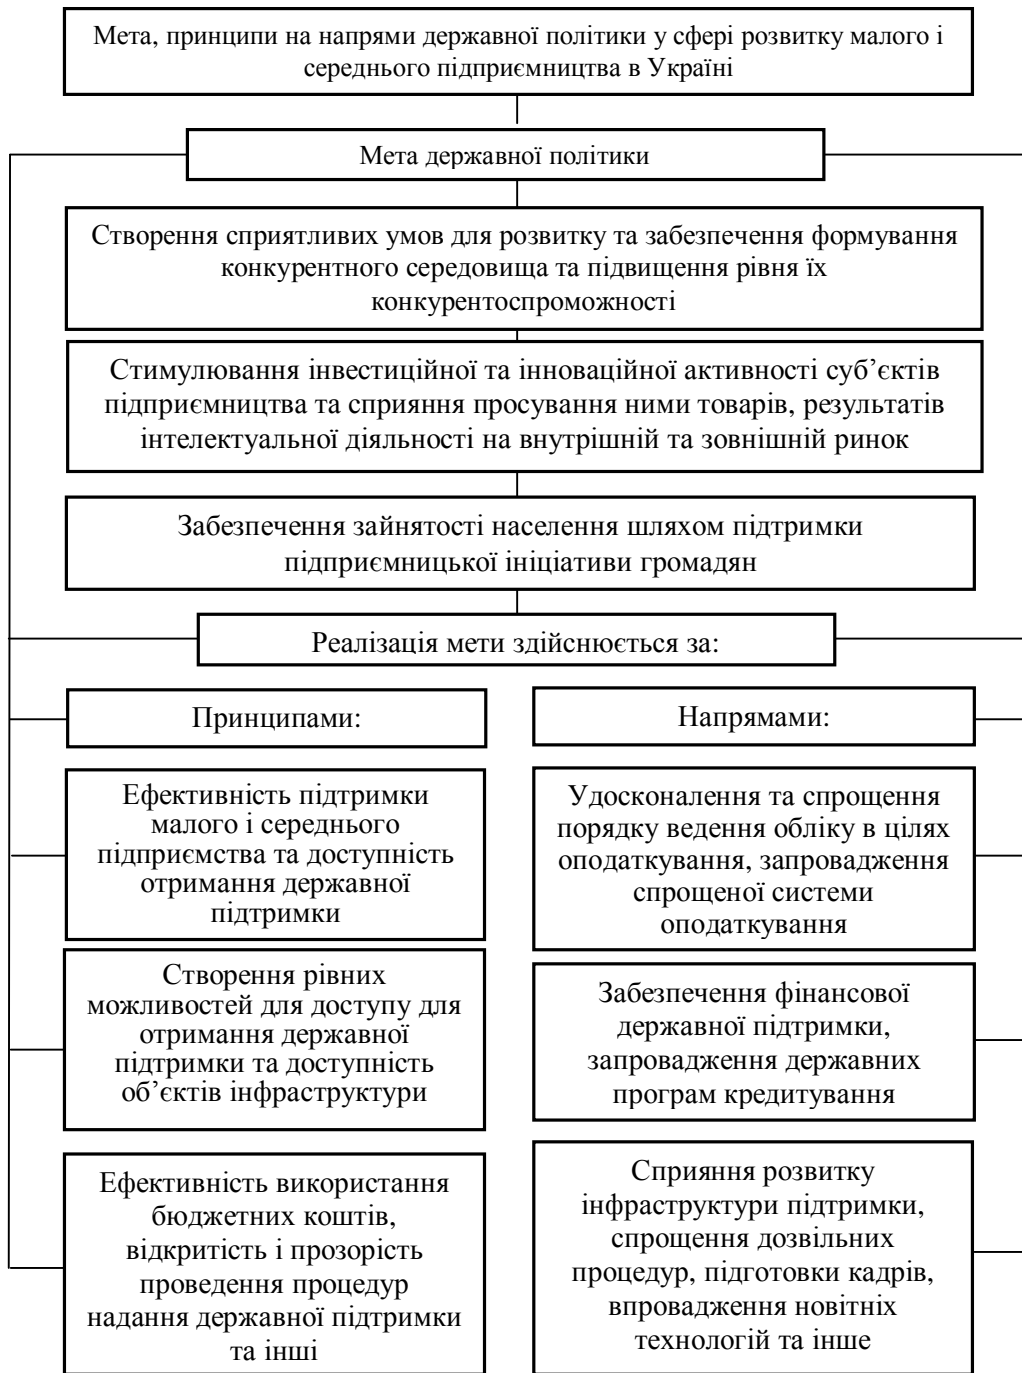 Мета, принципи на напрями державної політики у сфері розвитку малого і
середнього підприємництва в Україні
Мета державної політики
Створення сприятливих умов для розвитку та забезпечення формування
конкурентного середовища та підвищення рівня їх
конкурентоспроможності
Стимулювання інвестиційної та інноваційної активності суб’єктів
підприємництва та сприяння просування ними товарів, результатів
інтелектуальної діяльності на внутрішній та зовнішній ринок
Забезпечення зайнятості населення шляхом підтримки
підприємницької ініціативи громадян
Реалізація мети здійснюється за:
Принципами:
Ефективність підтримки
малого і середнього
підприємства та доступність
отримання державної
підтримки
Створення рівних
можливостей для доступу для
отримання державної
підтримки та доступність
об’єктів інфраструктури
Ефективність використання
бюджетних коштів,
відкритість і прозорість
проведення процедур
надання державної підтримки
та інші
Напрямами:
Удосконалення та спрощення
порядку ведення обліку в цілях
оподаткування, запровадження
спрощеної системи
оподаткування
Забезпечення фінансової
державної підтримки,
запровадження державних
програм кредитування
Сприяння розвитку
інфраструктури підтримки,
спрощення дозвільних
процедур, підготовки кадрів,
впровадження новітніх
технологій та інше